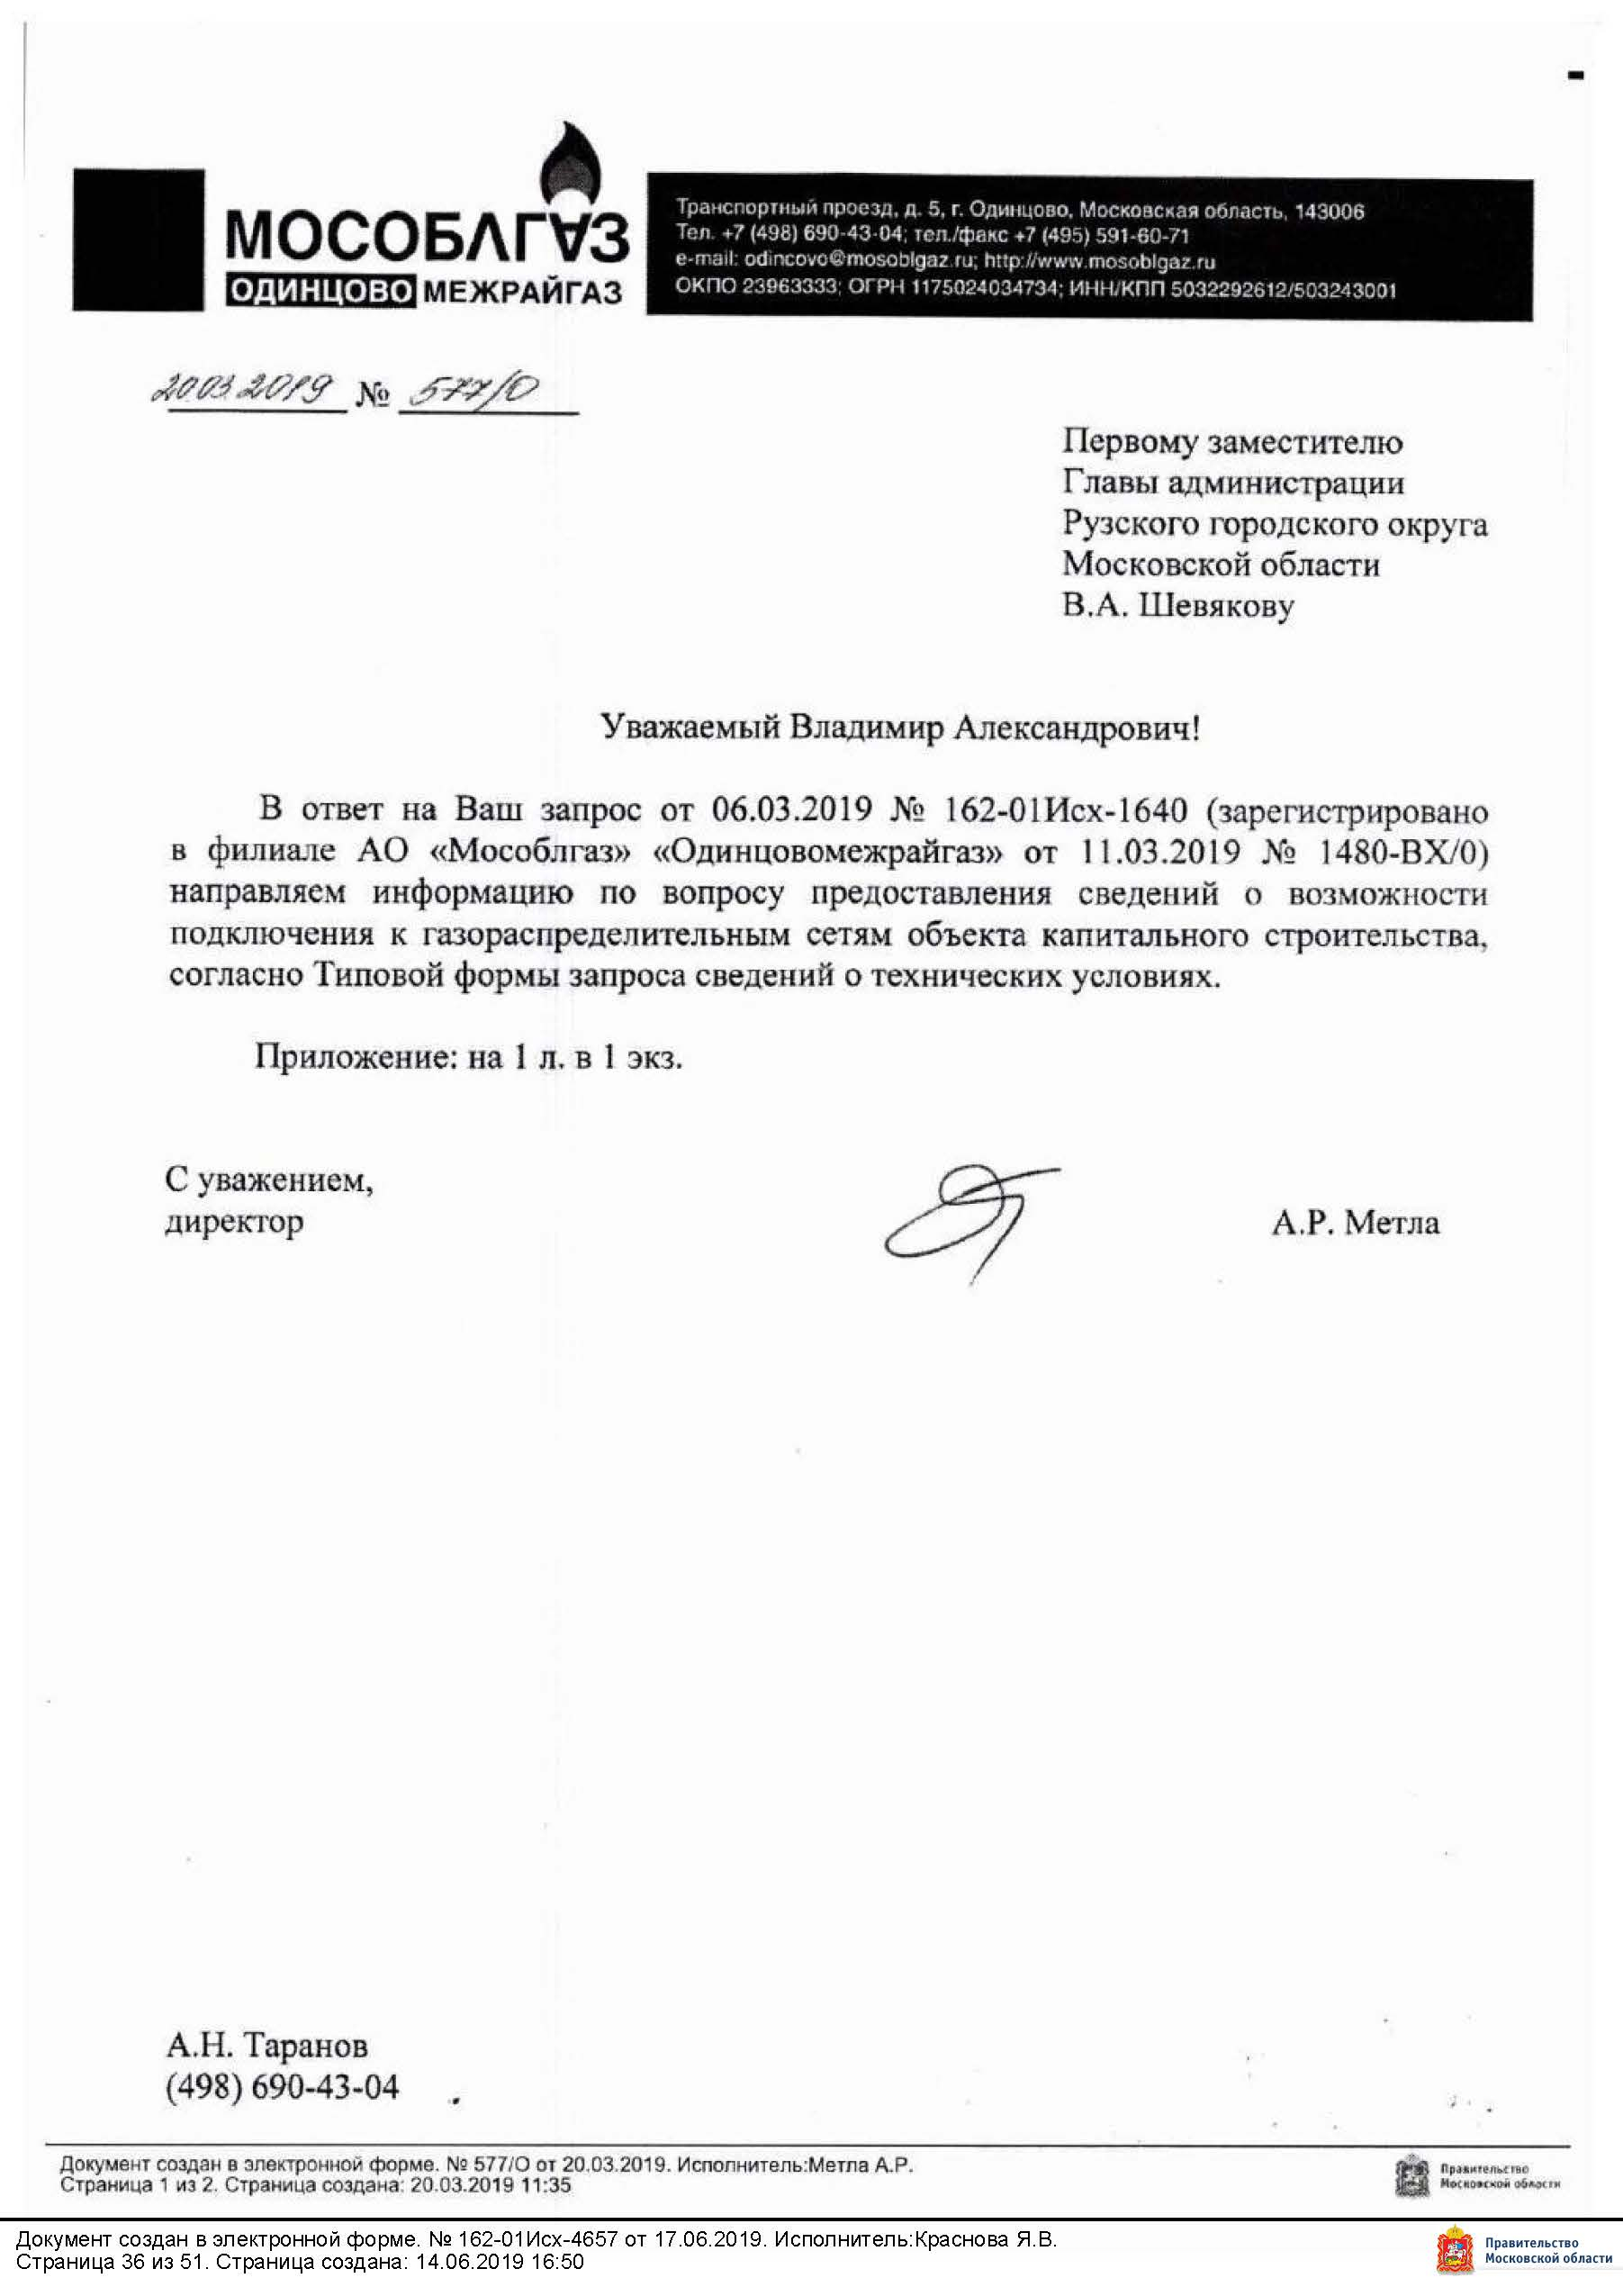 МОСОБЛГАЗ
ОДИНЦОВО МЕЖРАЙГАЗ
Транспортный проезд, д. 5, г. Одинцово, Московская область, 143006
Тел. +7 (498) 690-43-04; тел./факс +7 (495) 591-60-71
e-mail: odincovo@mosoblgaz.ru; http://www.mosoblgaz.ru
ОКПО 23963333; ОГРН 1175024034734; ИНН/КПП 5032292612/503243001
20.03.2019 № 577/О
Первому заместителю
Главы администрации
Рузского городского округа
Московской области
В.А. Шевякову
Уважаемый Владимир Александрович!
В ответ на Ваш запрос от 06.03.2019 № 162-01Исх-1640 (зарегистрировано
в филиале АО «Мособлгаз» «Одинцовомежрайгаз» от 11.03.2019 № 1480-ВХ/0)
направляем информацию по вопросу предоставления сведений о возможности
подключения к газораспределительным сетям объекта капитального строительства,
согласно Типовой формы запроса сведений о технических условиях.
Приложение: на 1 л. в 1 экз.
С уважением,
директор
А.Р. Метла
А.Н. Таранов
(498) 690-43-04
Документ создан в электронной форме. № 577/О от 20.03.2019. Исполнитель:Метла А.Р.
Страница 1 из 2. Страница создана: 20.03.2019 11:35
Правительство
Московской области
Документ создан в электронной форме. № 162-01Исх-4657 от 17.06.2019. Исполнитель:Краснова Я.В.
Страница 36 из 51. Страница создана: 14.06.2019 16:50
Правительство
Московской области